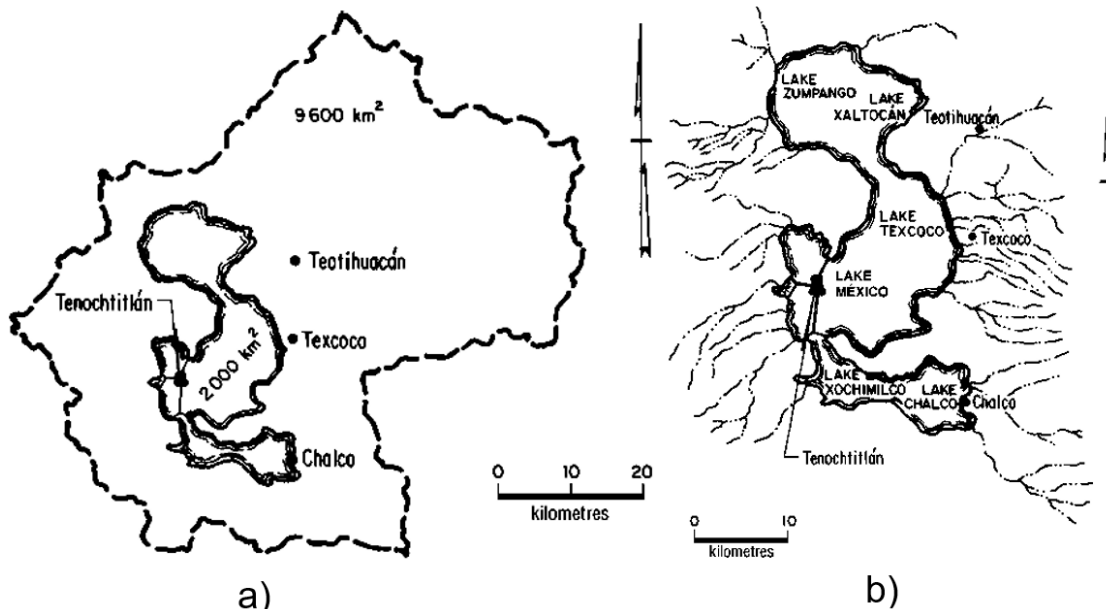 9600 km²
Teotihuacán
Tenochtitlán
2000 km²
Texcoco
Chalco
0 10 20
kilometres
a)
LAKE
ZUMPANGO
LAKE
XALTOCÁN
Teotihuacán
LAKE
TEXCOCO
Texcoco
LAKE
MÉXICO
LAKE
XOCHIMILCO
LAKE
CHALCO
Chalco
Tenochtitlán
0 10
kilometres
b)